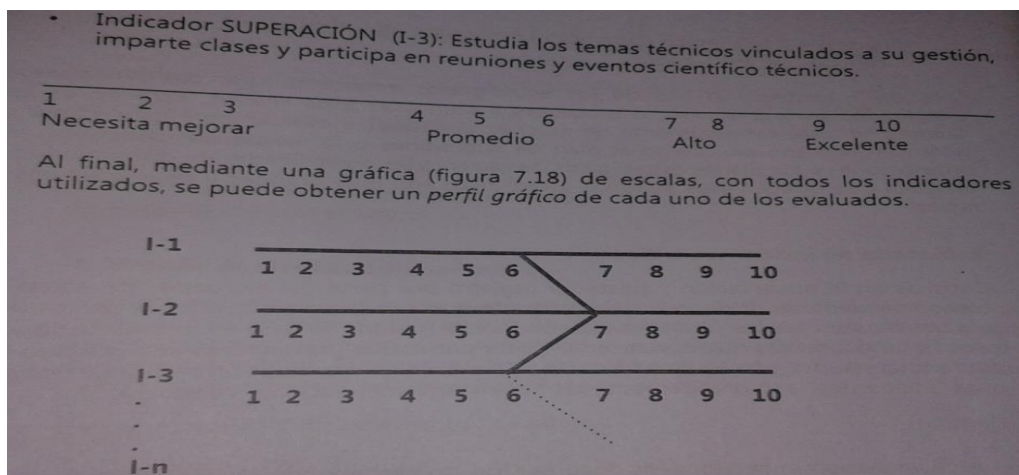 • Indicador SUPERACIÓN (I-3): Estudia los temas técnicos vinculados a su gestión,
imparte clases y participa en reuniones y eventos científico técnicos.
1 2 3 4 5 6 7 8 9 10
Necesita mejorar Promedio Alto Excelente
Al final, mediante una gráfica (figura 7.18) de escalas, con todos los indicadores
utilizados, se puede obtener un perfil gráfico de cada uno de los evaluados.
I-1
1 2 3 4 5 6 7 8 9 10
I-2
1 2 3 4 5 6 7 8 9 10
I-3
1 2 3 4 5 6 7 8 9 10
.
.
.
I-n